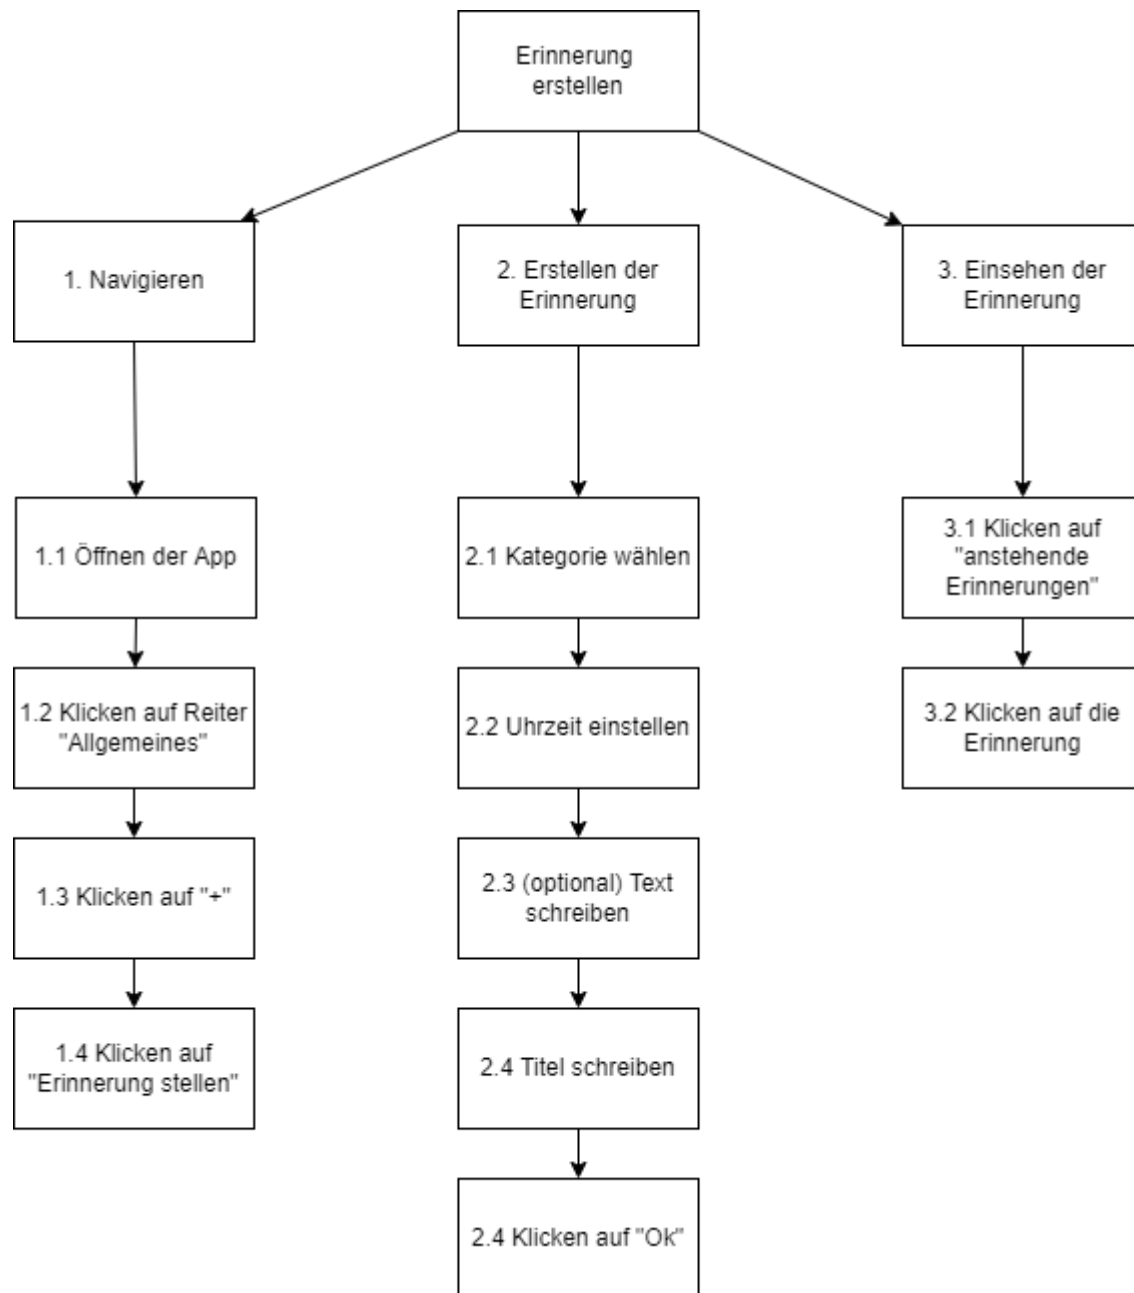 Erinnerung
erstellen
1. Navigieren
2. Erstellen der
Erinnerung
3. Einsehen der
Erinnerung
1.1 Öffnen der App
2.1 Kategorie wählen
3.1 Klicken auf
"anstehende
Erinnerungen"
1.2 Klicken auf Reiter
"Allgemeines"
2.2 Uhrzeit einstellen
3.2 Klicken auf die
Erinnerung
1.3 Klicken auf "+"
2.3 (optional) Text
schreiben
1.4 Klicken auf
"Erinnerung stellen"
2.4 Titel schreiben
2.4 Klicken auf "Ok"